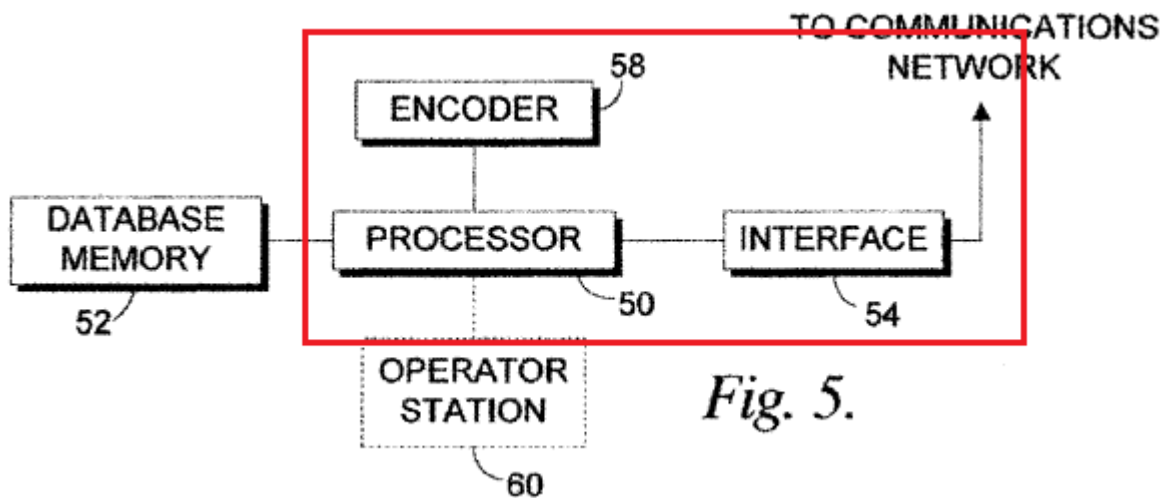 TO COMMUNICATIONS
NETWORK
58
ENCODER
DATABASE
MEMORY
PROCESSOR
INTERFACE
52
50
54
OPERATOR
STATION
Fig. 5.
60